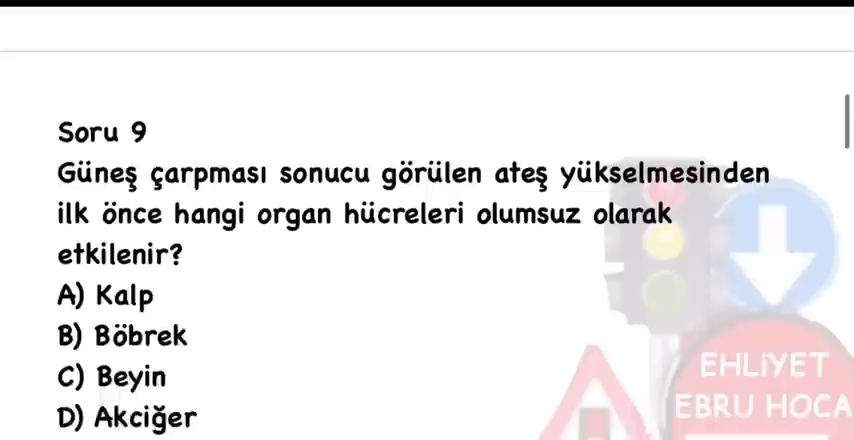 Soru 9
Güneş çarpması sonucu görülen ateş yükselmesinden
ilk önce hangi organ hücreleri olumsuz olarak
etkilenir?
A) Kalp
B) Böbrek
C) Beyin
D) Akciğer
EHLİYET
EBRU HOCA